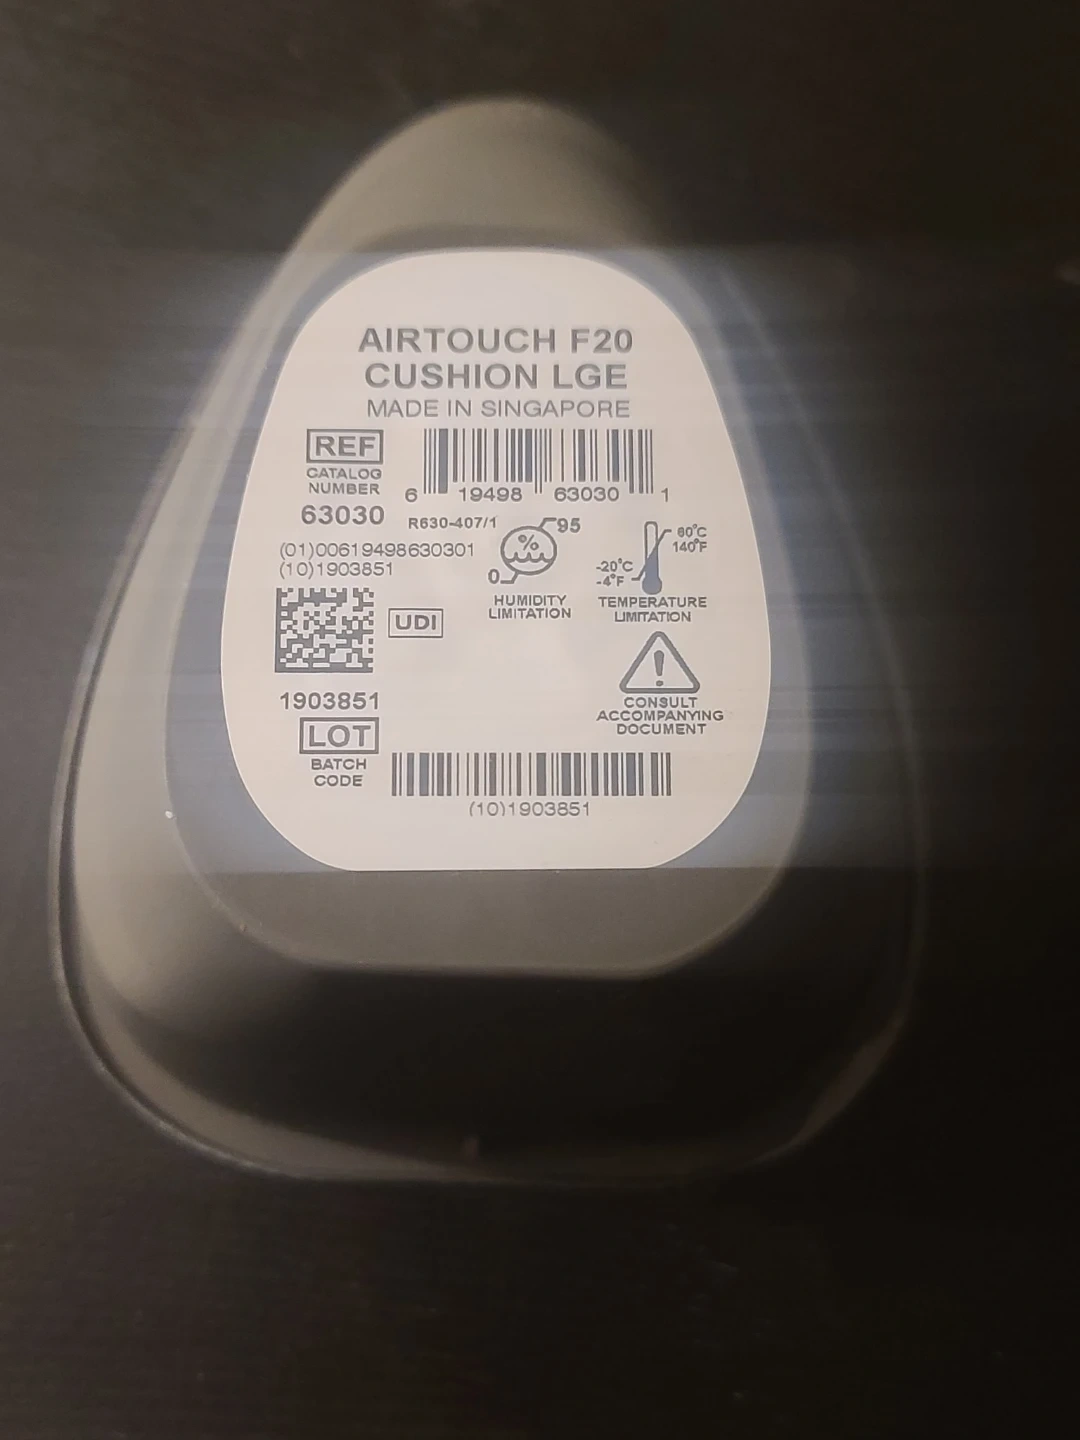 AIRTOUCH F20
CUSHION LGE
MADE IN SINGAPORE
REF
CATALOG
NUMBER
63030
6 19498 63030 1
R630-407/1
(01)00619498630301
(10)1903851
UDI
95
%
0
HUMIDITY
LIMITATION
60°C
140°F
-20°C
-4°F
TEMPERATURE
LIMITATION
!
CONSULT
ACCOMPANYING
DOCUMENT
1903851
LOT
BATCH
CODE
(10)1903851